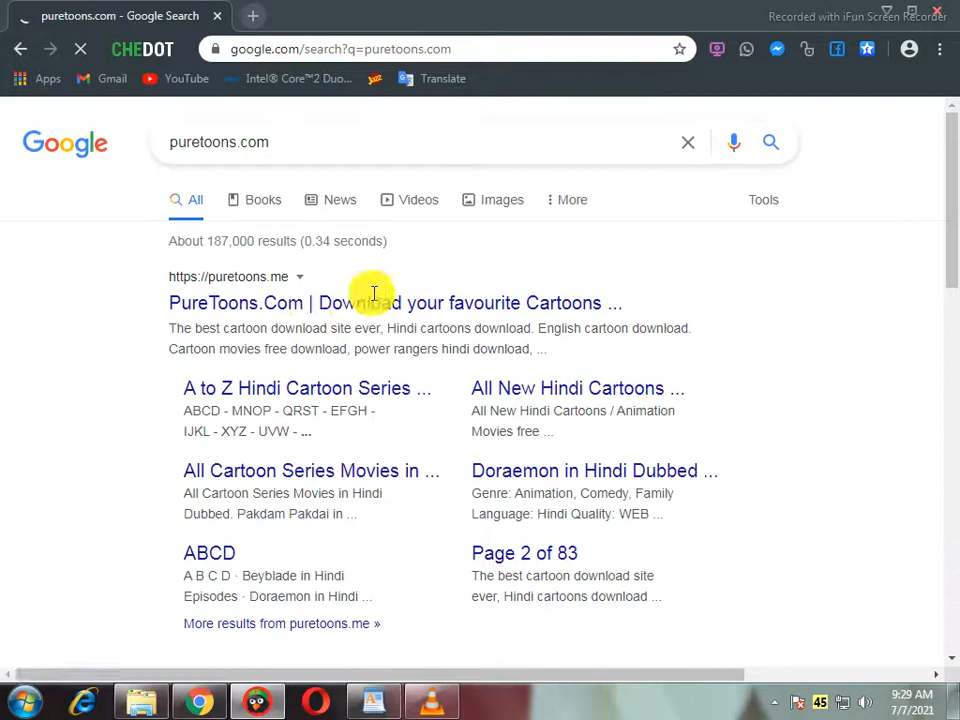 puretoons.com - Google Search
Recorded with iFun Screen Recorder
CHEDOT
google.com/search?q=puretoons.com
Apps
Gmail
YouTube
Intel® Core™2 Duo...
Translate
Google
puretoons.com
All
Books
News
Videos
Images
More
Tools
About 187,000 results (0.34 seconds)
https://puretoons.me
PureToons.Com | Download your favourite Cartoons ...
The best cartoon download site ever, Hindi cartoons download. English cartoon download.
Cartoon movies free download, power rangers hindi download, ...
A to Z Hindi Cartoon Series ...
ABCD - MNOP - QRST - EFGH -
IJKL - XYZ - UVW - ...
All New Hindi Cartoons ...
All New Hindi Cartoons / Animation
Movies free ...
All Cartoon Series Movies in ...
All Cartoon Series Movies in Hindi
Dubbed. Pakdam Pakdai in ...
Doraemon in Hindi Dubbed ...
Genre: Animation, Comedy, Family
Language: Hindi Quality: WEB ...
ABCD
A B C D · Beyblade in Hindi
Episodes · Doraemon in Hindi ...
Page 2 of 83
The best cartoon download site
ever, Hindi cartoons download ...
More results from puretoons.me »
45
9:29 AM
7/7/2021